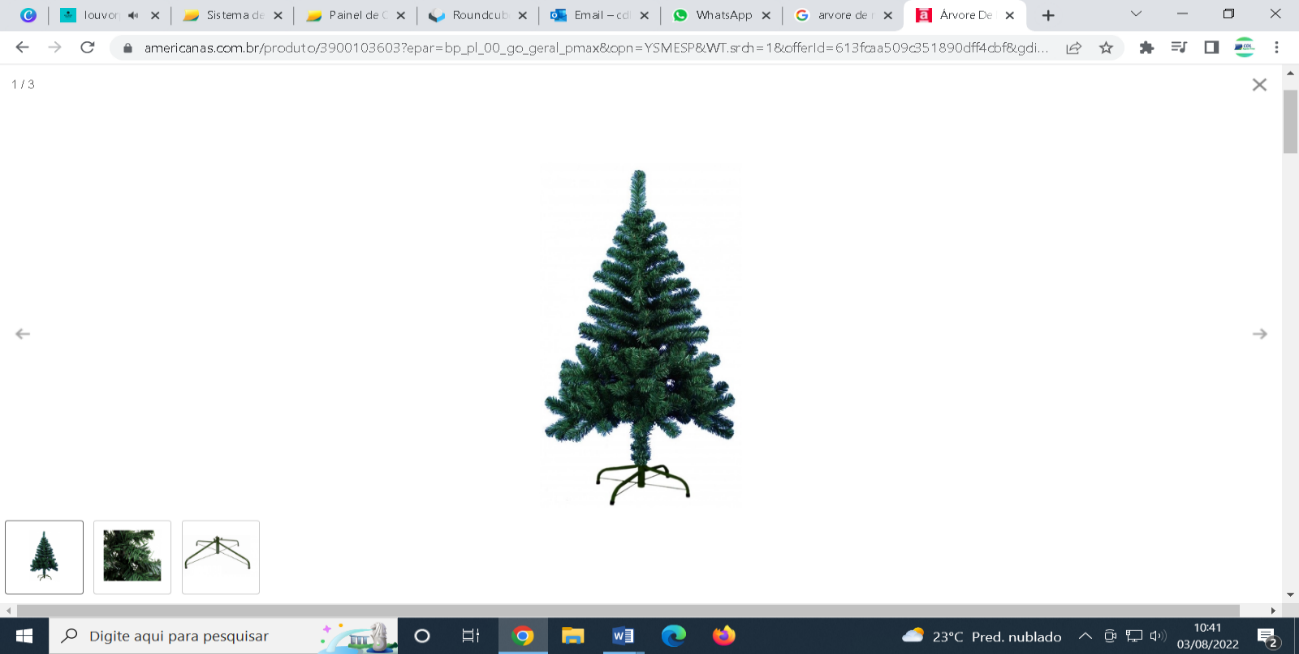 louvor
Sistema de
Painel de C
Roundcub
Email – cdl
WhatsApp
arvore de n
Árvore De
americanas.com.br/produto/3900103603?epar=bp_pl_00_go_geral_pmax&opn=YSMESP&WT.srch=1&offerId=613fcaa509c351890dff4cbf&gdi...
1 / 3
Digite aqui para pesquisar
23°C Pred. nublado
10:41
03/08/2022
2